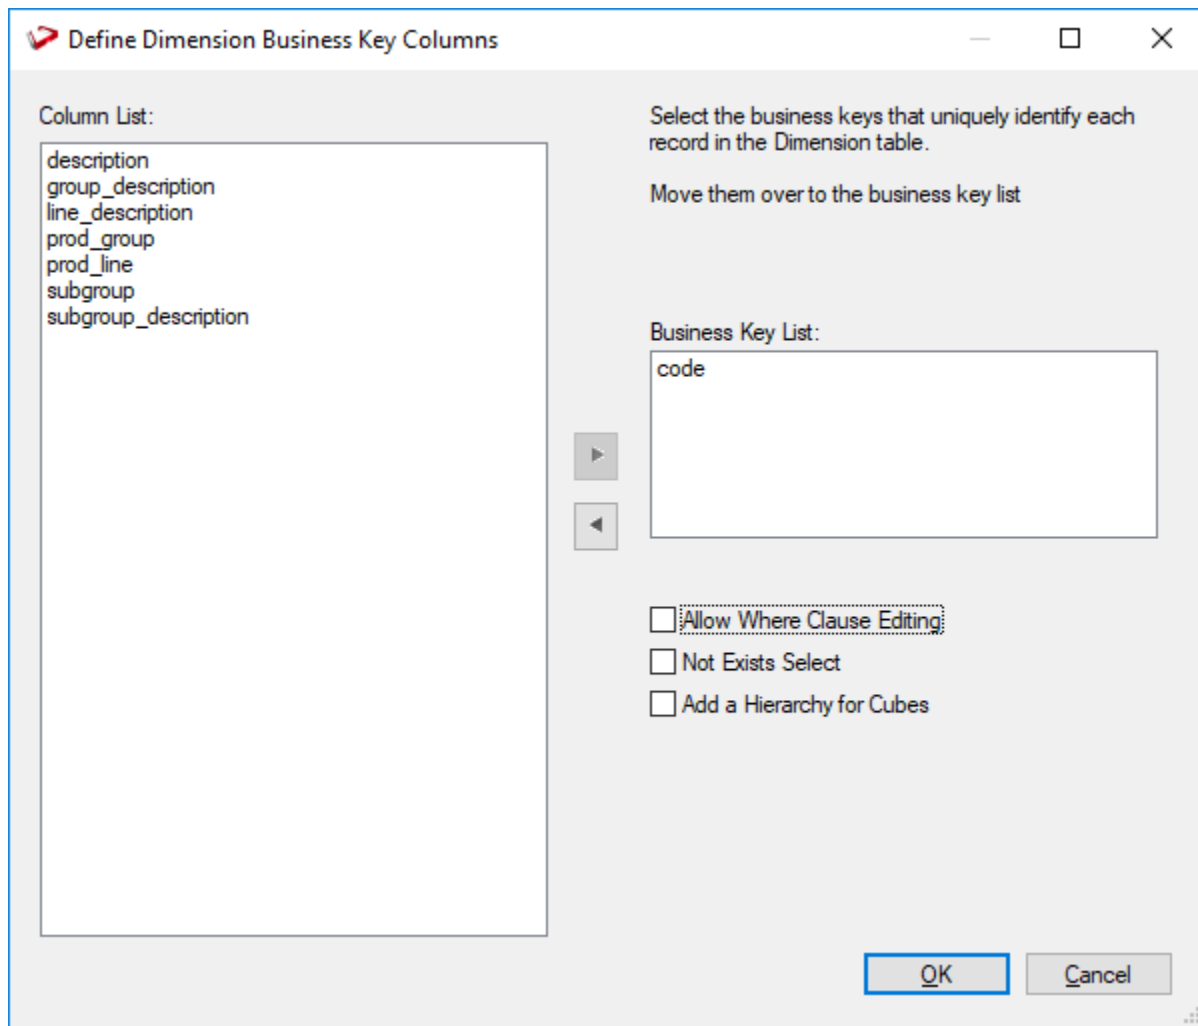 Define Dimension Business Key Columns
Column List:
description
group_description
line_description
prod_group
prod_line
subgroup
subgroup_description
Select the business keys that uniquely identify each
record in the Dimension table.
Move them over to the business key list
Business Key List:
code
Allow Where Clause Editing
Not Exists Select
Add a Hierarchy for Cubes
OK
Cancel